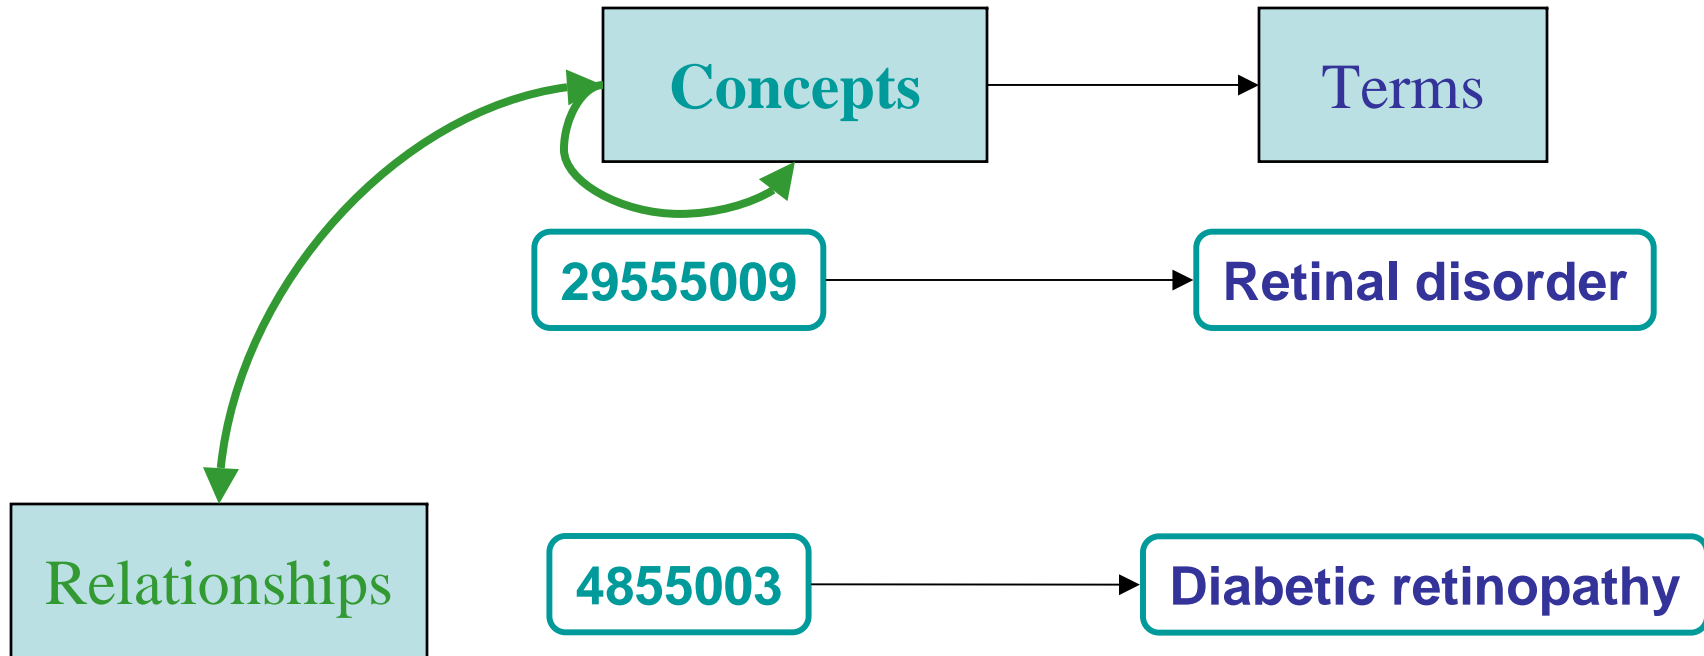 Concepts
Terms
29555009
Retinal disorder
Relationships
4855003
Diabetic retinopathy